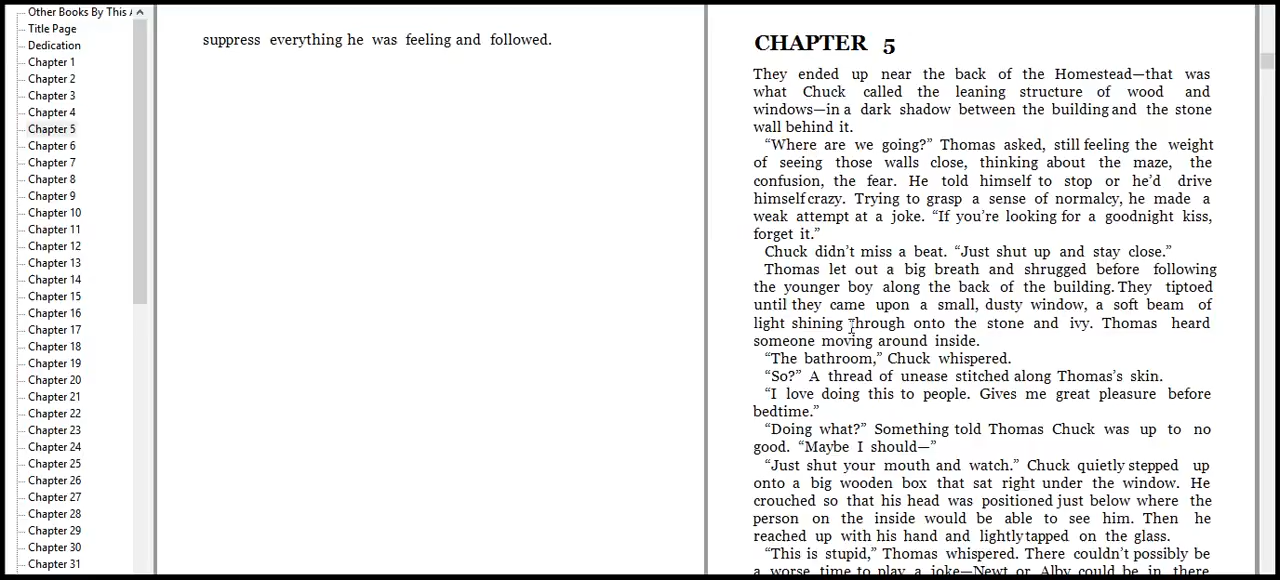 Other Books By This A
Title Page
Dedication
Chapter 1
Chapter 2
Chapter 3
Chapter 4
Chapter 5
Chapter 6
Chapter 7
Chapter 8
Chapter 9
Chapter 10
Chapter 11
Chapter 12
Chapter 13
Chapter 14
Chapter 15
Chapter 16
Chapter 17
Chapter 18
Chapter 19
Chapter 20
Chapter 21
Chapter 22
Chapter 23
Chapter 24
Chapter 25
Chapter 26
Chapter 27
Chapter 28
Chapter 29
Chapter 30
Chapter 31
suppress everything he was feeling and followed.
CHAPTER 5
They ended up near the back of the Homestead—that was
what Chuck called the leaning structure of wood and
windows—in a dark shadow between the building and the stone
wall behind it.
“Where are we going?” Thomas asked, still feeling the weight
of seeing those walls close, thinking about the maze, the
confusion, the fear. He told himself to stop or he’d drive
himself crazy. Trying to grasp a sense of normalcy, he made a
weak attempt at a joke. “If you’re looking for a goodnight kiss,
forget it.”
Chuck didn’t miss a beat. “Just shut up and stay close.”
Thomas let out a big breath and shrugged before following
the younger boy along the back of the building. They tiptoed
until they came upon a small, dusty window, a soft beam of
light shining through onto the stone and ivy. Thomas heard
someone moving around inside.
“The bathroom,” Chuck whispered.
“So?” A thread of unease stitched along Thomas’s skin.
“I love doing this to people. Gives me great pleasure before
bedtime.”
“Doing what?” Something told Thomas Chuck was up to no
good. “Maybe I should—”
“Just shut your mouth and watch.” Chuck quietly stepped up
onto a big wooden box that sat right under the window. He
crouched so that his head was positioned just below where the
person on the inside would be able to see him. Then he
reached up with his hand and lightly tapped on the glass.
“This is stupid,” Thomas whispered. There couldn’t possibly be
a worse time to play a joke—Newt or Alby could be in there